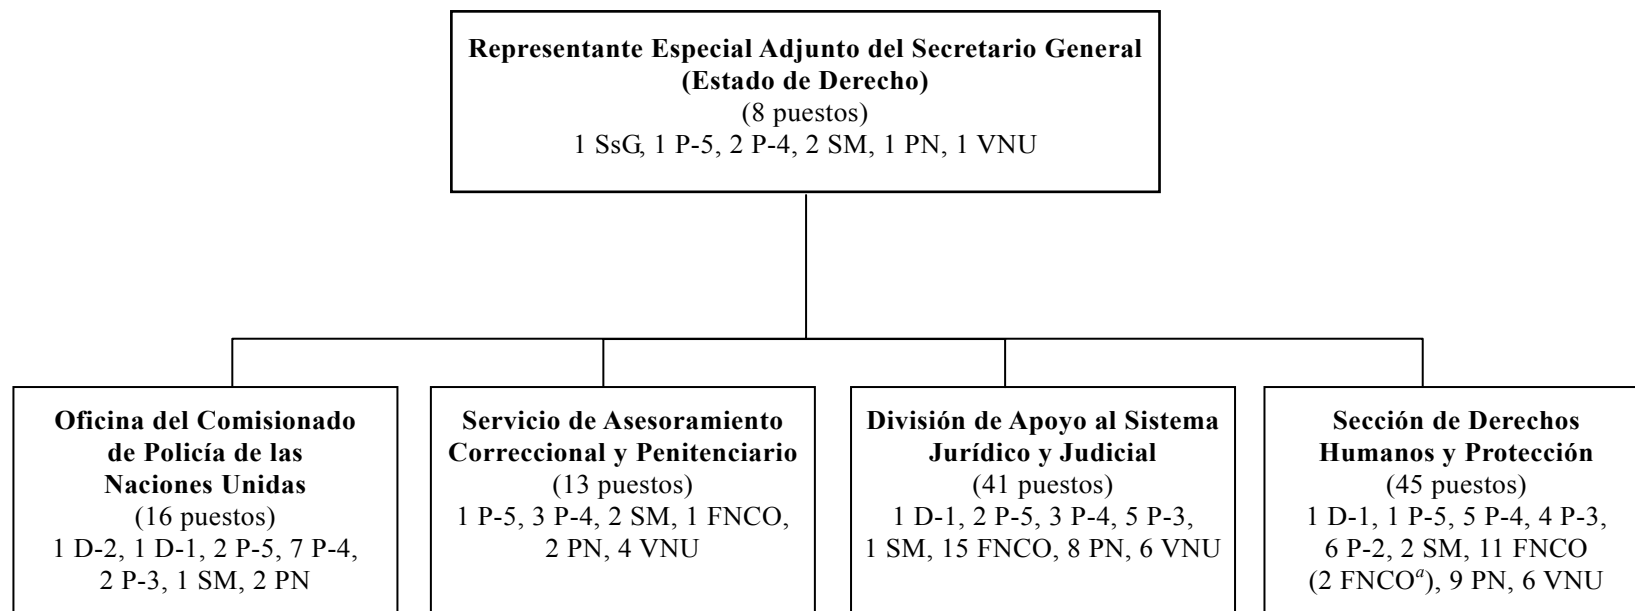 Representante Especial Adjunto del Secretario General
(Estado de Derecho)
(8 puestos)
1 SsG, 1 P-5, 2 P-4, 2 SM, 1 PN, 1 VNU
Oficina del Comisionado
de Policía de las
Naciones Unidas
(16 puestos)
1 D-2, 1 D-1, 2 P-5, 7 P-4,
2 P-3, 1 SM, 2 PN
Servicio de Asesoramiento
Correccional y Penitenciario
(13 puestos)
1 P-5, 3 P-4, 2 SM, 1 FNCO,
2 PN, 4 VNU
División de Apoyo al Sistema
Jurídico y Judicial
(41 puestos)
1 D-1, 2 P-5, 3 P-4, 5 P-3,
1 SM, 15 FNCO, 8 PN, 6 VNU
Sección de Derechos
Humanos y Protección
(45 puestos)
1 D-1, 1 P-5, 5 P-4, 4 P-3,
6 P-2, 2 SM, 11 FNCO
(2 FNCOᵃ), 9 PN, 6 VNU